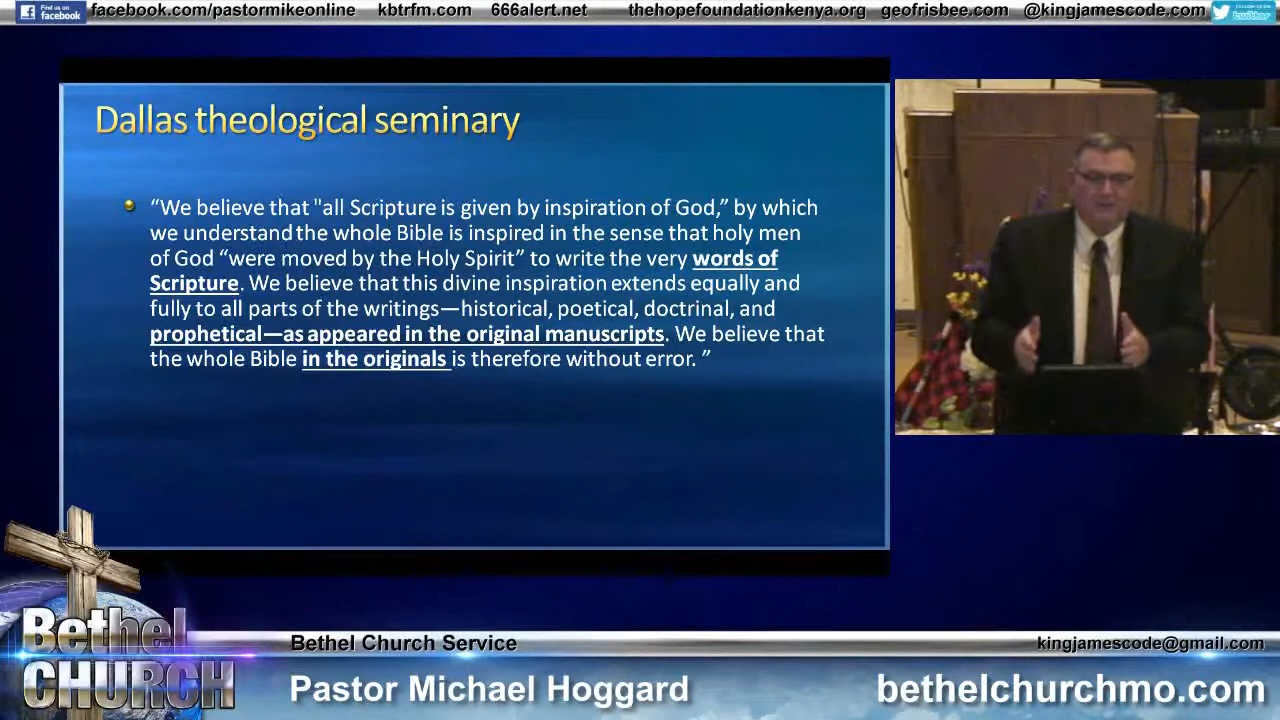 Find us on
facebook
facebook.com/pastormikeonline kbtrfm.com 666alert.net thehopefoundationkenya.org geofrisbee.com @kingjamescode.com
twitter
Dallas theological seminary
“We believe that "all Scripture is given by inspiration of God,” by which
we understand the whole Bible is inspired in the sense that holy men
of God “were moved by the Holy Spirit” to write the very words of
Scripture. We believe that this divine inspiration extends equally and
fully to all parts of the writings—historical, poetical, doctrinal, and
prophetical—as appeared in the original manuscripts. We believe that
the whole Bible in the originals is therefore without error. ”
Bethel
CHURCH
Bethel Church Service
kingjamescode@gmail.com
Pastor Michael Hoggard
bethelchurchmo.com